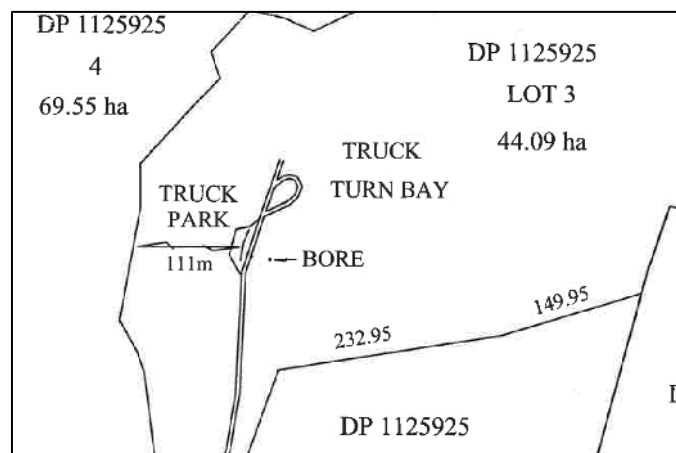 DP 1125925
4
69.55 ha
DP 1125925
LOT 3
44.09 ha
TRUCK
TURN BAY
TRUCK
PARK
111m
BORE
232.95
149.95
DP 1125925